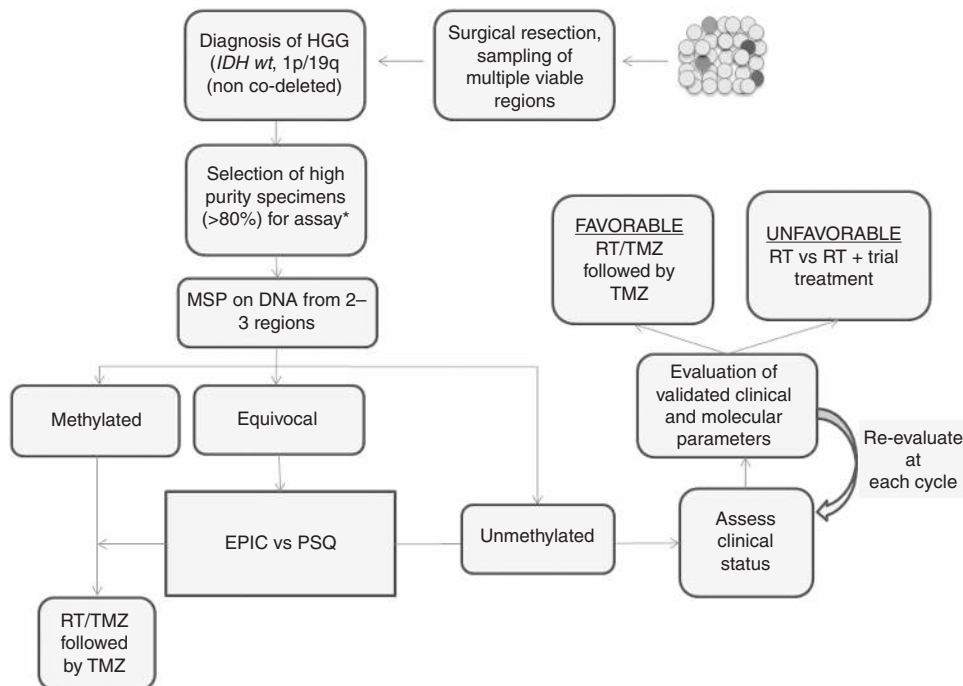 Diagnosis of HGG
(IDH wt, 1p/19q
(non co-deleted)
Surgical resection,
sampling of
multiple viable
regions
Selection of high
purity specimens
(>80%) for assay*
MSP on DNA from 2–
3 regions
Methylated
Equivocal
EPIC vs PSQ
Unmethylated
RT/TMZ
followed
by TMZ
Assess
clinical
status
Evaluation of
validated clinical
and molecular
parameters
Re-evaluate
at
each cycle
FAVORABLE
RT/TMZ
followed by
TMZ
UNFAVORABLE
RT vs RT + trial
treatment